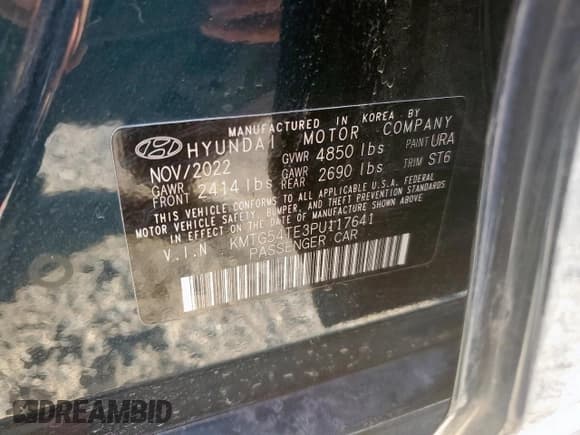 MANUFACTURED IN KOREA BY
HYUNDAI MOTOR COMPANY
NOV/2022 GVWR 4850 lbs PAINT URA
GAWR FRONT 2414 lbs GAWR REAR 2690 lbs TRIM ST6
THIS VEHICLE CONFORMS TO ALL APPLICABLE U.S.A. FEDERAL
MOTOR VEHICLE SAFETY, BUMPER, AND THEFT PREVENTION STANDARDS
IN EFFECT ON THE DATE OF MANUFACTURE SHOWN ABOVE.
V.I.N KMTG54TE3PU117641
PASSENGER CAR
DREAMBID